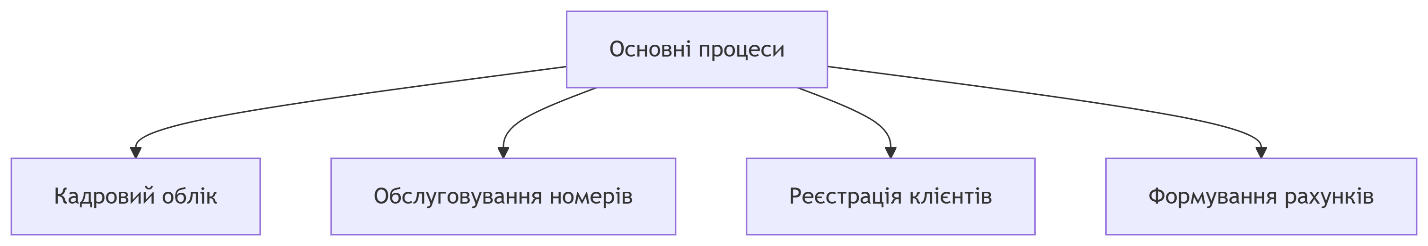 Основні процеси
Кадровий облік
Обслуговування номерів
Реєстрація клієнтів
Формування рахунків